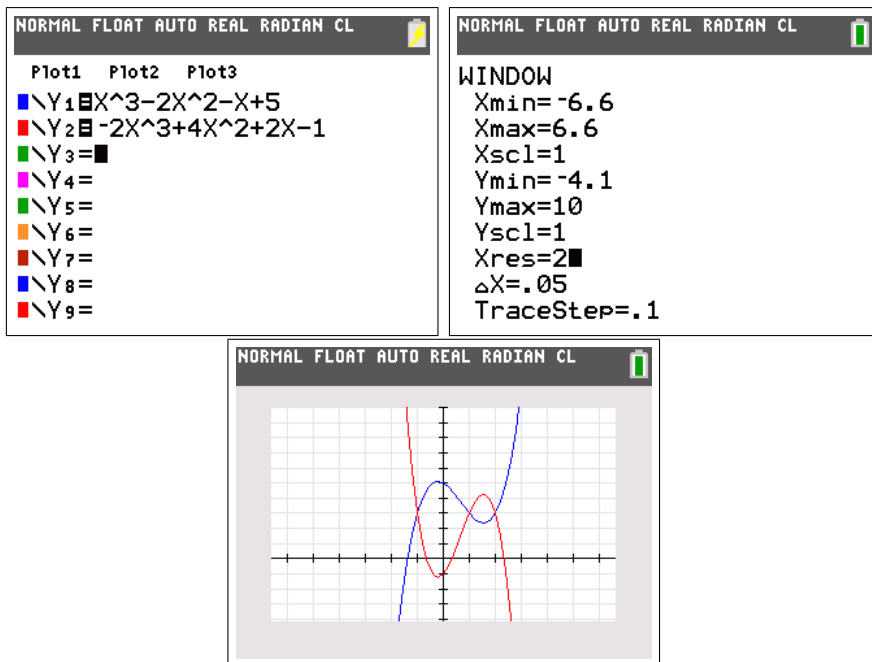 NORMAL FLOAT AUTO REAL RADIAN CL
Plot1 Plot2 Plot3
\Y₁=X^3-2X^2-X+5
\Y₂=⁻2X^3+4X^2+2X-1
\Y₃=
\Y₄=
\Y₅=
\Y₆=
\Y₇=
\Y₈=
\Y₉=
NORMAL FLOAT AUTO REAL RADIAN CL
WINDOW
Xmin=⁻6.6
Xmax=6.6
Xscl=1
Ymin=⁻4.1
Ymax=10
Yscl=1
Xres=2
△X=.05
TraceStep=.1
NORMAL FLOAT AUTO REAL RADIAN CL